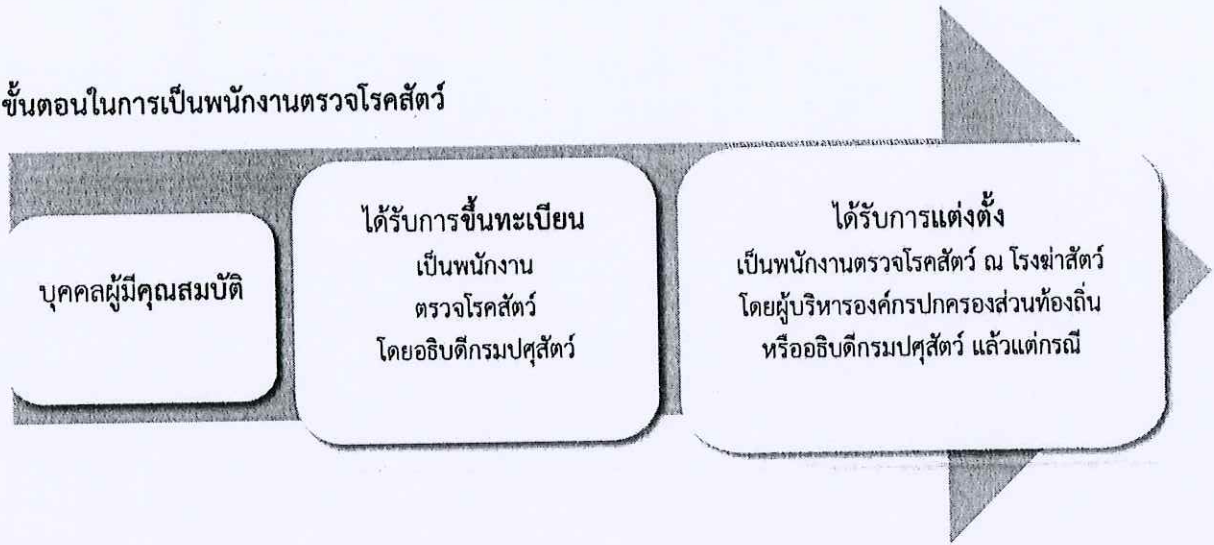 ขั้นตอนในการเป็นพนักงานตรวจโรคสัตว์
บุคคลผู้มีคุณสมบัติ
ได้รับการขึ้นทะเบียน
เป็นพนักงาน
ตรวจโรคสัตว์
โดยอธิบดีกรมปศุสัตว์
ได้รับการแต่งตั้ง
เป็นพนักงานตรวจโรคสัตว์ ณ โรงฆ่าสัตว์
โดยผู้บริหารองค์กรปกครองส่วนท้องถิ่น
หรืออธิบดีกรมปศุสัตว์ แล้วแต่กรณี